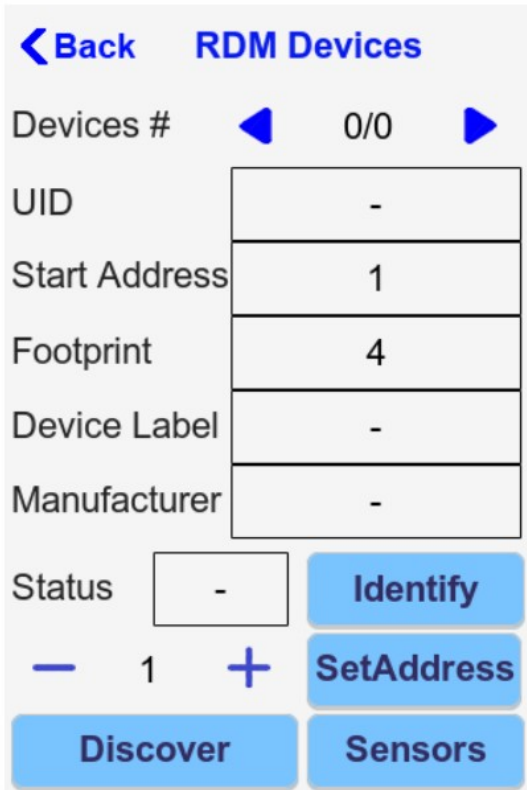 Back RDM Devices
Devices # 0/0
UID -
Start Address 1
Footprint 4
Device Label -
Manufacturer -
Status - Identify
— 1 + SetAddress
Discover Sensors